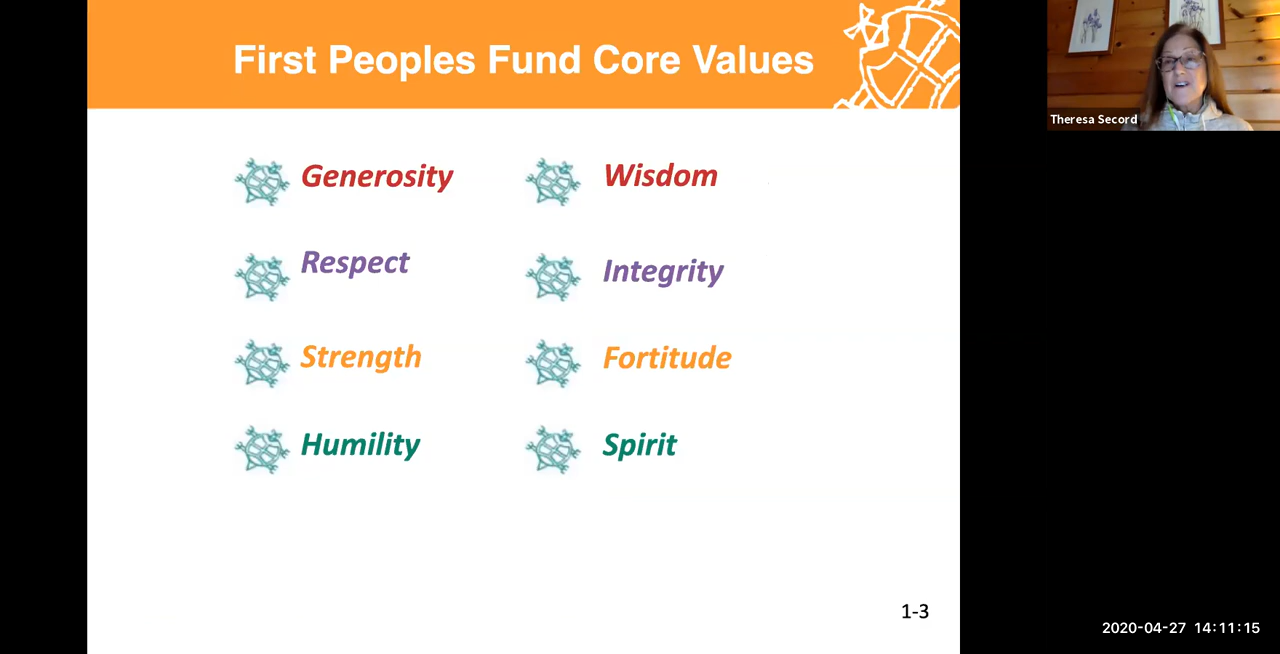 First Peoples Fund Core Values
Theresa Secord
Generosity
Wisdom
Respect
Integrity
Strength
Fortitude
Humility
Spirit
1-3
2020-04-27 14:11:15